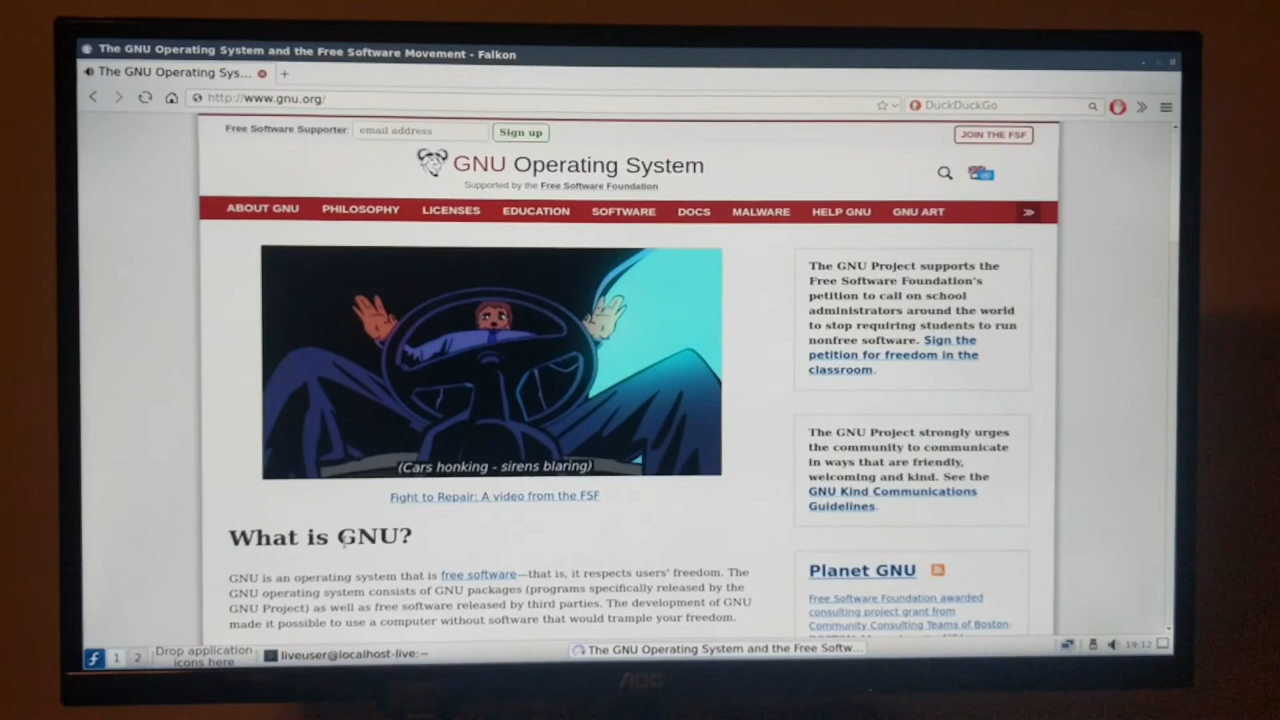 The GNU Operating System and the Free Software Movement - Falkon
The GNU Operating Sys...
http://www.gnu.org/
DuckDuckGo
Free Software Supporter:
email address
Sign up
JOIN THE FSF
GNU Operating System
Supported by the Free Software Foundation
ABOUT GNU PHILOSOPHY LICENSES EDUCATION SOFTWARE DOCS MALWARE HELP GNU GNU ART
(Cars honking - sirens blaring)
Fight to Repair: A video from the FSF
What is GNU?
GNU is an operating system that is free software—that is, it respects users' freedom. The
GNU operating system consists of GNU packages (programs specifically released by the
GNU Project) as well as free software released by third parties. The development of GNU
made it possible to use a computer without software that would trample your freedom.
The GNU Project supports the
Free Software Foundation's
petition to call on school
administrators around the world
to stop requiring students to run
nonfree software. Sign the
petition for freedom in the
classroom.
The GNU Project strongly urges
the community to communicate
in ways that are friendly,
welcoming and kind. See the
GNU Kind Communications
Guidelines.
Planet GNU
Free Software Foundation awarded
consulting project grant from
Community Consulting Teams of Boston:
1 2
Drop application
icons here
liveuser@localhost-live:~
The GNU Operating System and the Free Softw...
19:12
AOC